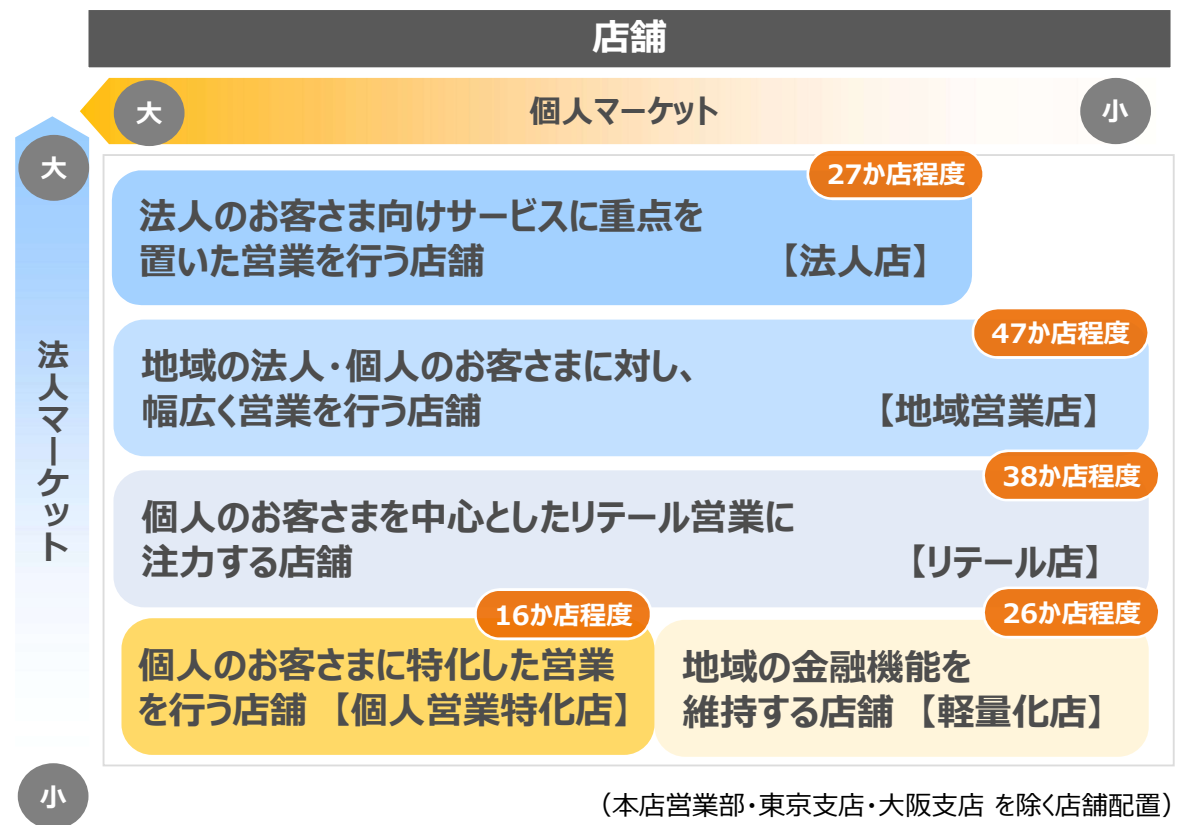 店舗
大
個人マーケット
小
大
法人マーケット
小
27か店程度
法人のお客さま向けサービスに重点を
置いた営業を行う店舗 【法人店】
47か店程度
地域の法人・個人のお客さまに対し、
幅広く営業を行う店舗 【地域営業店】
38か店程度
個人のお客さまを中心としたリテール営業に
注力する店舗 【リテール店】
16か店程度
個人のお客さまに特化した営業
を行う店舗 【個人営業特化店】
26か店程度
地域の金融機能を
維持する店舗 【軽量化店】
（本店営業部・東京支店・大阪支店 を除く店舗配置）